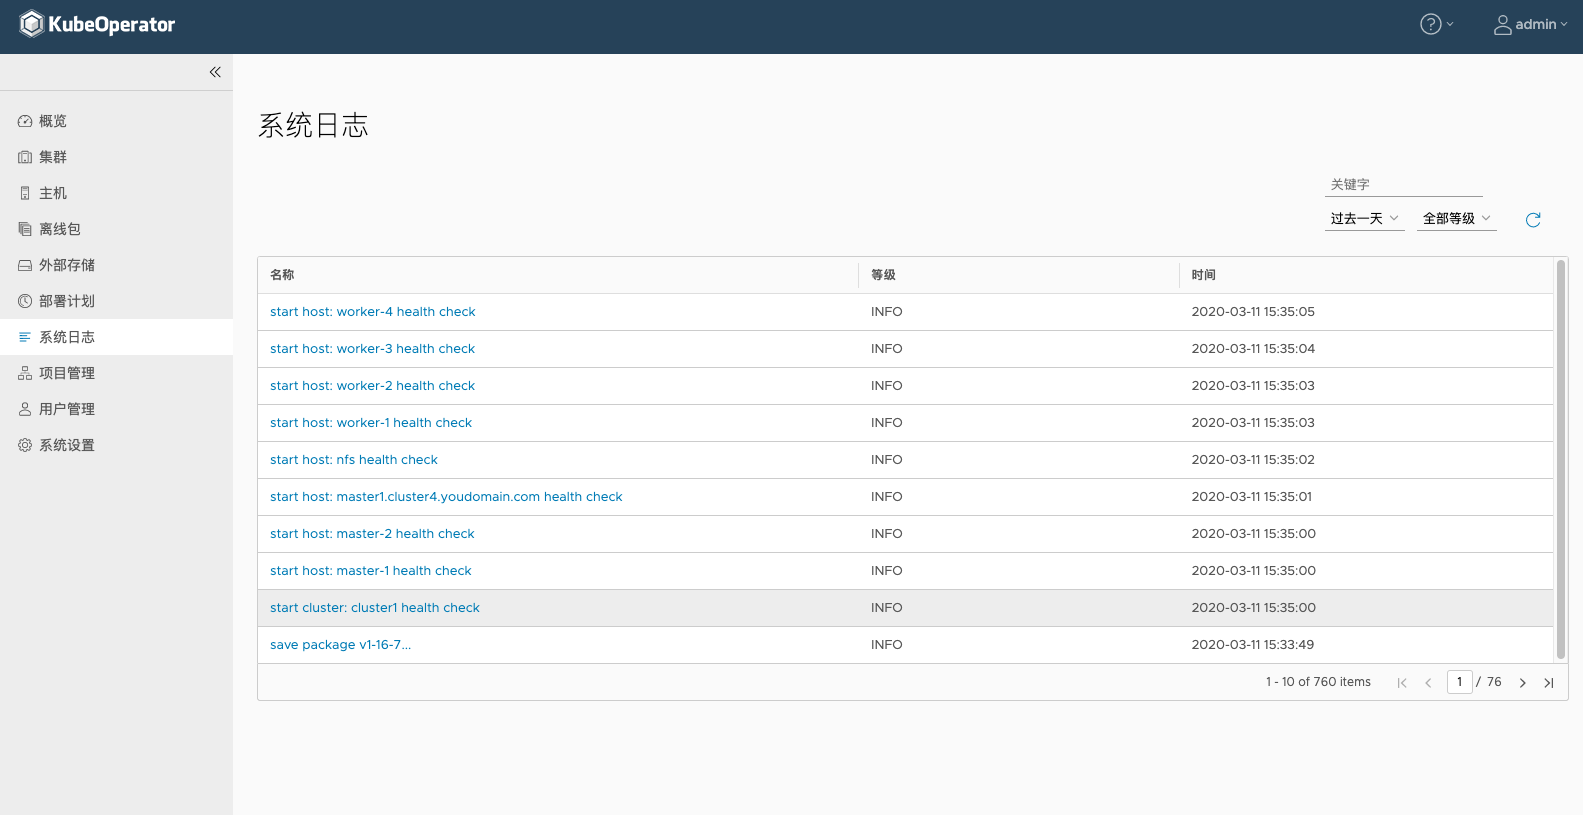 KubeOperator
admin
概览
集群
主机
离线包
外部存储
部署计划
系统日志
项目管理
用户管理
系统设置
系统日志
关键字
过去一天 全部等级
名称 等级 时间
start host: worker-4 health check INFO 2020-03-11 15:35:05
start host: worker-3 health check INFO 2020-03-11 15:35:04
start host: worker-2 health check INFO 2020-03-11 15:35:03
start host: worker-1 health check INFO 2020-03-11 15:35:03
start host: nfs health check INFO 2020-03-11 15:35:02
start host: master1.cluster4.youdomain.com health check INFO 2020-03-11 15:35:01
start host: master-2 health check INFO 2020-03-11 15:35:00
start host: master-1 health check INFO 2020-03-11 15:35:00
start cluster: cluster1 health check INFO 2020-03-11 15:35:00
save package v1-16-7... INFO 2020-03-11 15:33:49
1 - 10 of 760 items 1 / 76